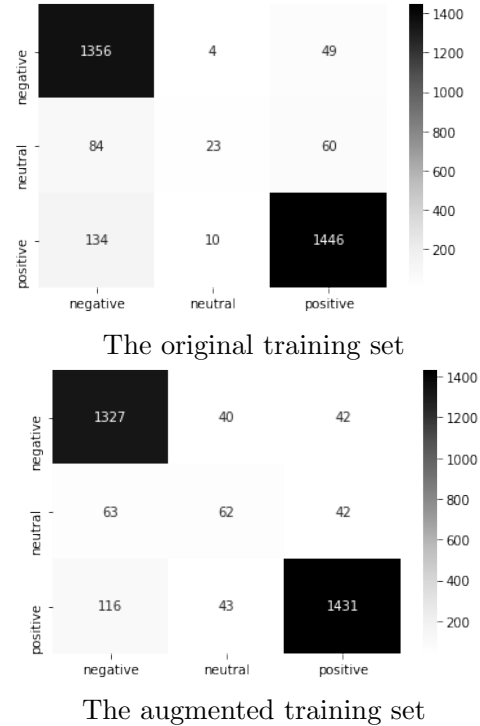 negative 1356 4 49
neutral 84 23 60
positive 134 10 1446
negative neutral positive
1400
1200
1000
800
600
400
200
The original training set
negative 1327 40 42
neutral 63 62 42
positive 116 43 1431
negative neutral positive
1400
1200
1000
800
600
400
200
The augmented training set